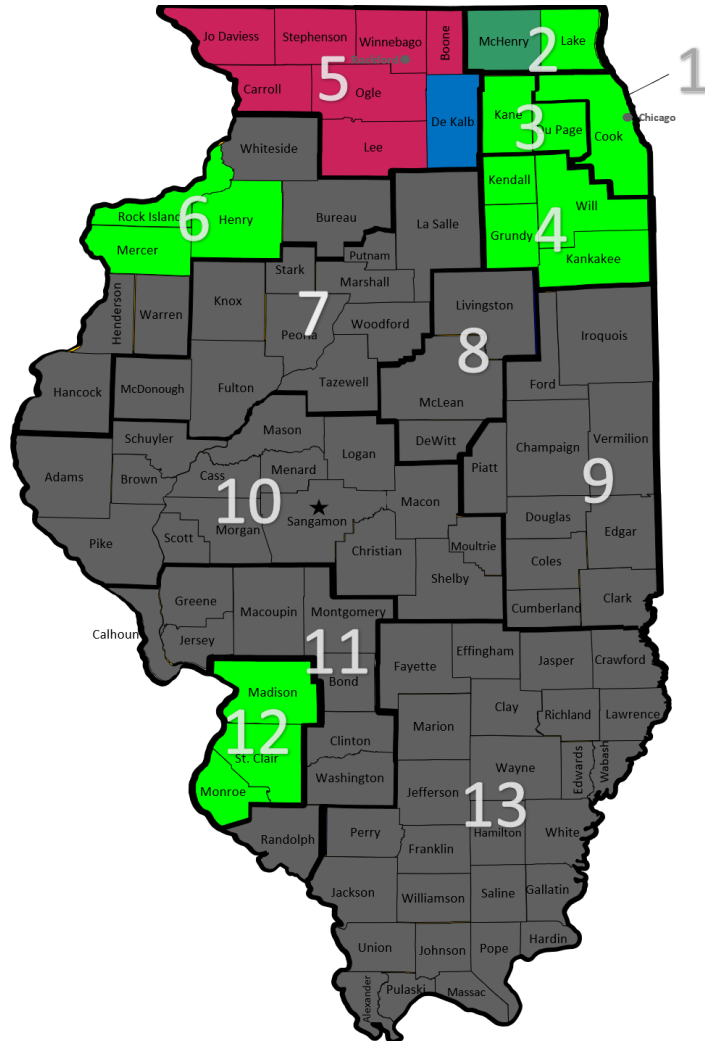 Jo Daviess
Stephenson
Winnebago
Boone
McHenry
Lake
2
1
Rockford
5
Carroll
Ogle
De Kalb
Kane
3
Du Page
Cook
Chicago
Lee
Whiteside
Kendall
Will
Rock Island
6
Henry
Bureau
La Salle
Grundy
4
Mercer
Putnam
Kankakee
Stark
Marshall
Henderson
Warren
Knox
7
Peoria
Woodford
Livingston
8
Iroquois
Hancock
McDonough
Fulton
Tazewell
McLean
Ford
Mason
Schuyler
Logan
DeWitt
Champaign
Vermilion
Adams
Brown
Cass
Menard
Piatt
9
10
Macon
Pike
Scott
Morgan
Sangamon
Christian
Moultrie
Douglas
Edgar
Coles
Shelby
Cumberland
Clark
Greene
Macoupin
Montgomery
Calhoun
Jersey
11
Effingham
Jasper
Crawford
Fayette
Madison
Bond
Clay
Richland
Lawrence
12
Marion
Clinton
St. Clair
Wayne
Edwards
Wabash
Washington
Monroe
Jefferson
13
Randolph
Perry
Hamilton
White
Franklin
Jackson
Williamson
Saline
Gallatin
Union
Johnson
Pope
Hardin
Alexander
Pulaski
Massac